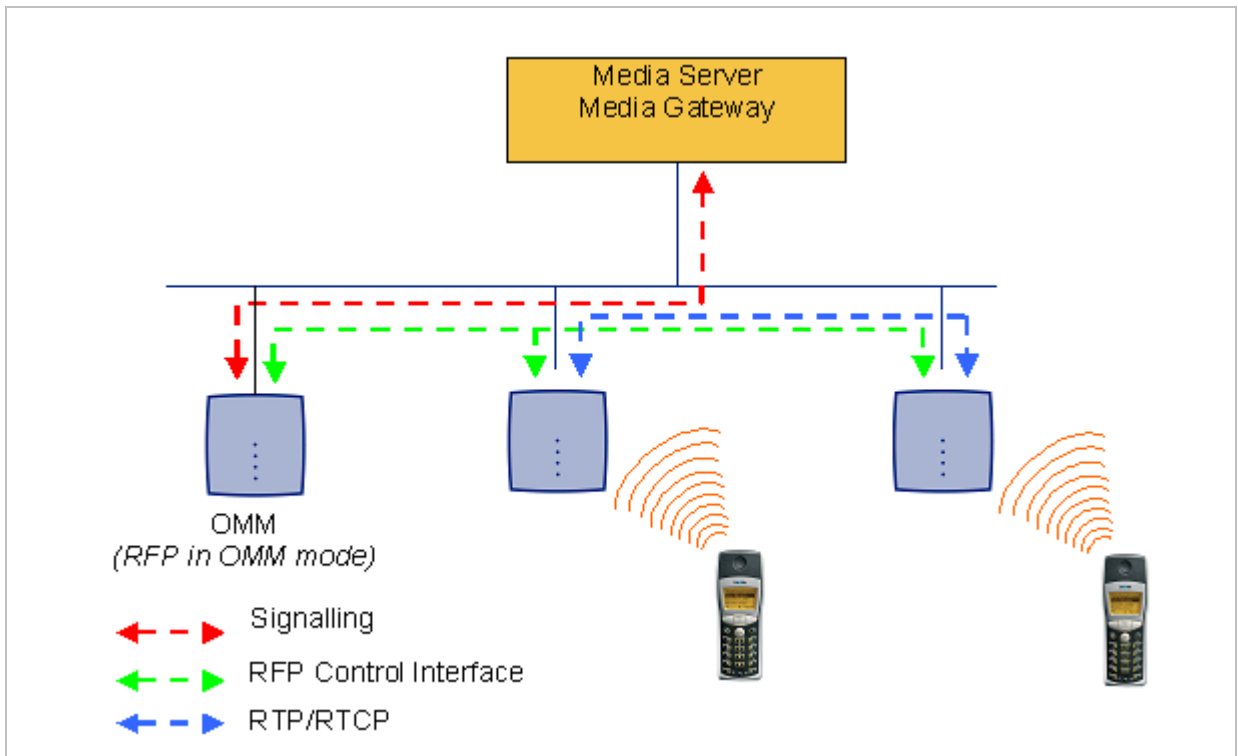 Media Server
Media Gateway
OMM
(RFP in OMM mode)
Signalling
RFP Control Interface
RTP/RTCP